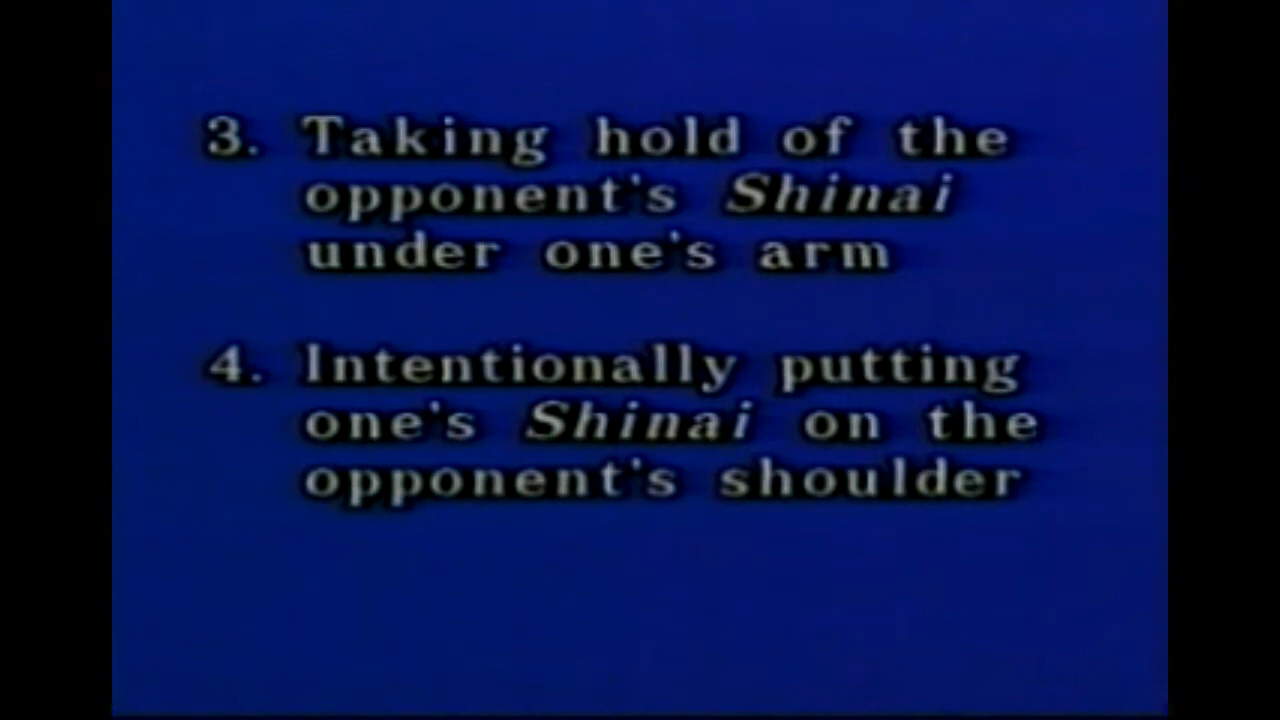 3. Taking hold of the
opponent's Shinai
under one's arm
4. Intentionally putting
one's Shinai on the
opponent's shoulder